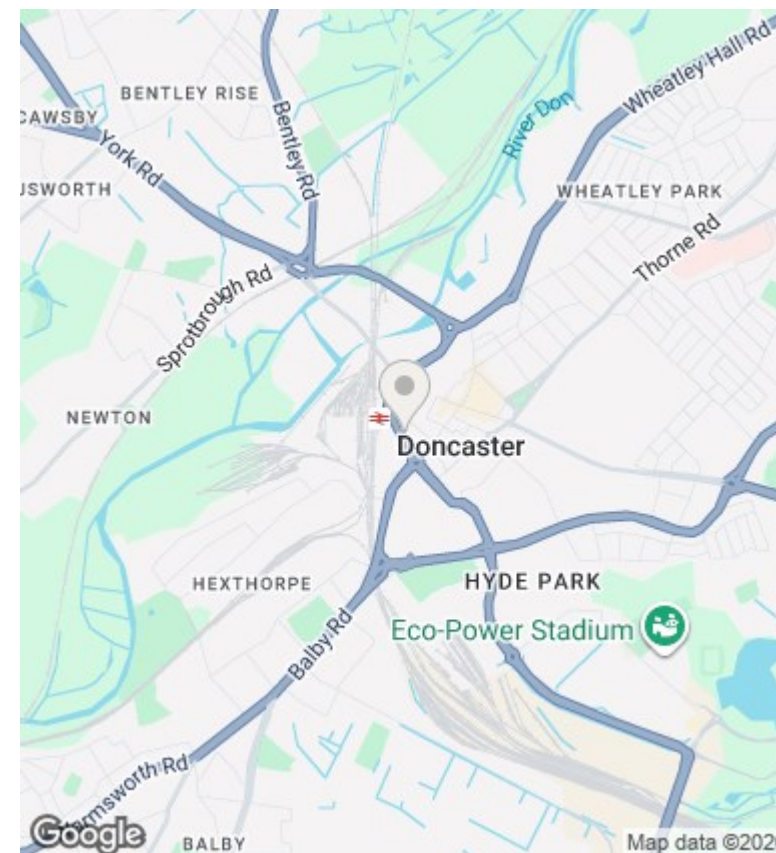 Wheatley Hall Rd
BENTLEY RISE
CAWSBY
River Don
Bentley Rd
York Rd
USWORTH
WHEATLEY PARK
Thorne Rd
Sprotbrough Rd
NEWTON
Doncaster
HEXTHORPE
HYDE PARK
Eco-Power Stadium
Balby Rd
Warmsworth Rd
Google
BALBY
Map data ©202